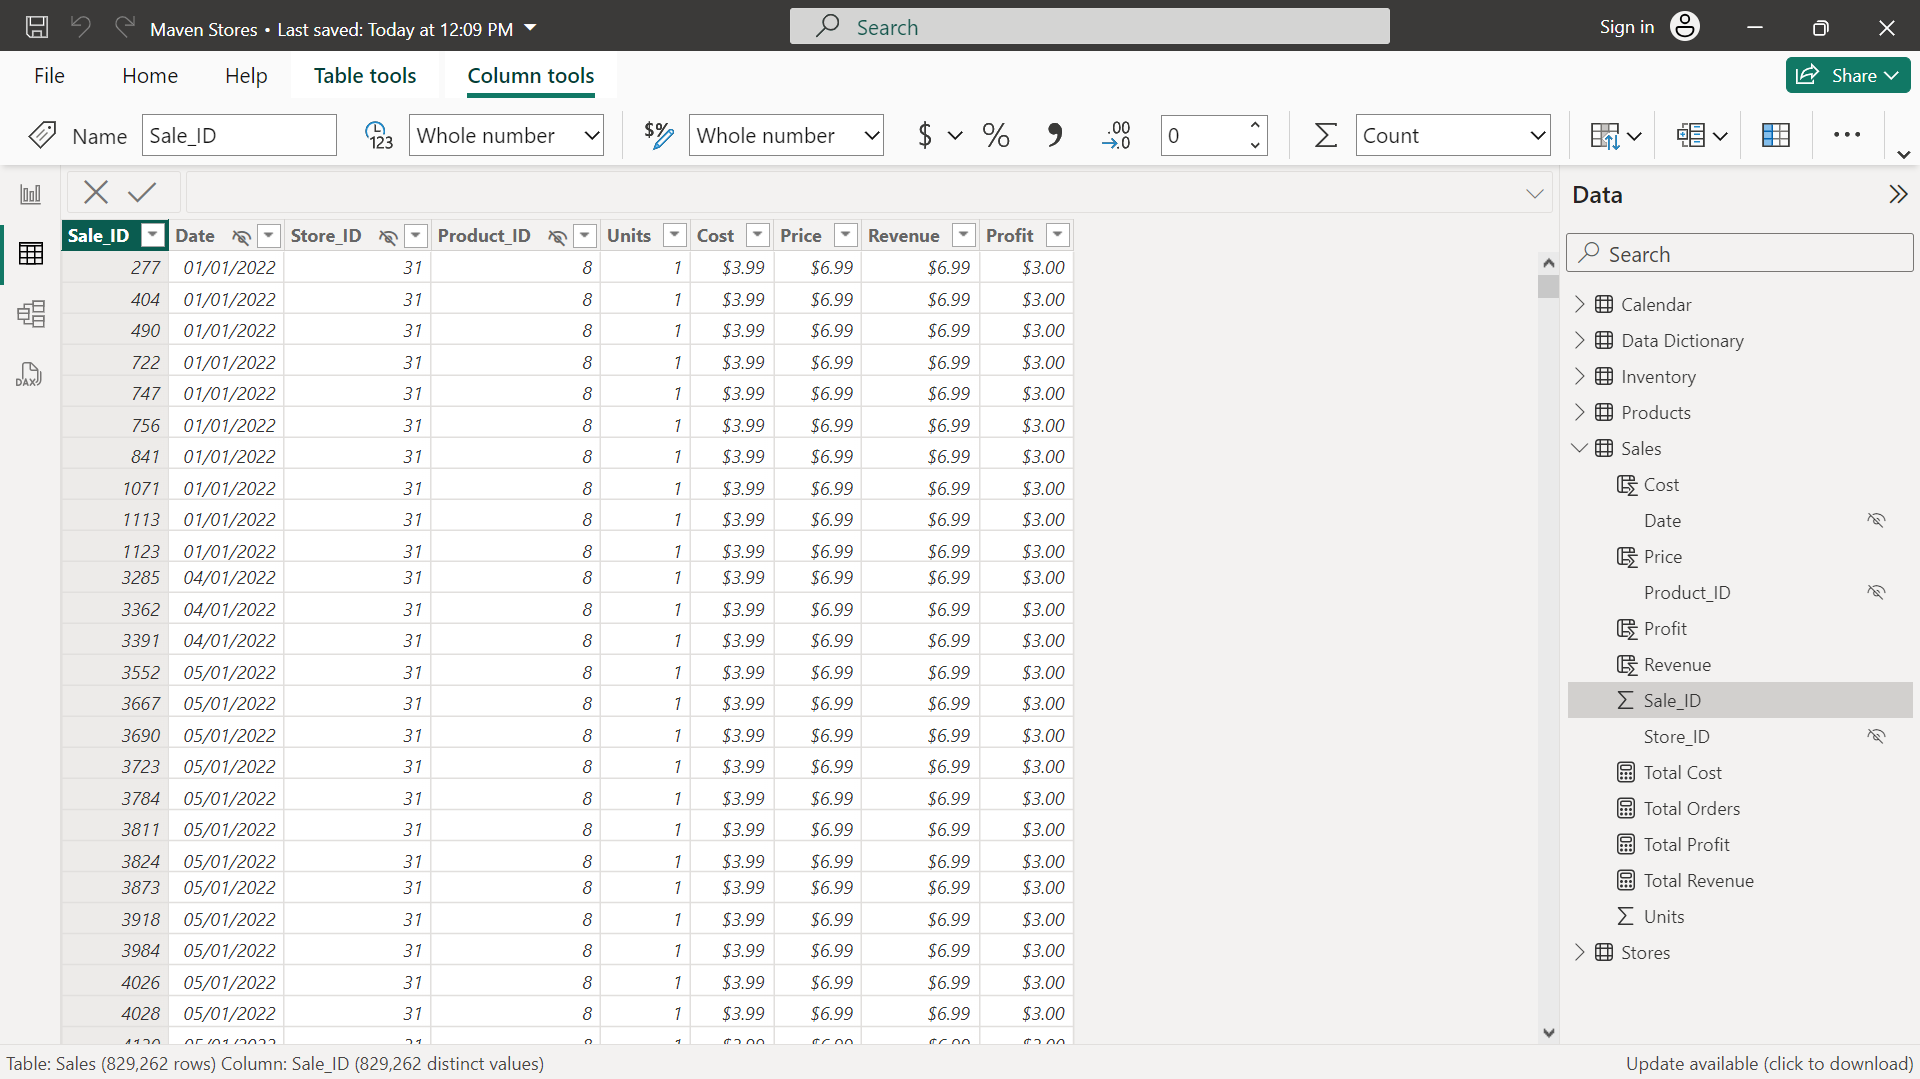 Maven Stores • Last saved: Today at 12:09 PM
Search
Sign in
File Home Help Table tools Column tools
Share
Name Sale_ID
123 Whole number
$% Whole number
$ % , .00 →.0 0
Σ Count
Sale_ID Date Store_ID Product_ID Units Cost Price Revenue Profit
277 01/01/2022 31 8 1 $3.99 $6.99 $6.99 $3.00
404 01/01/2022 31 8 1 $3.99 $6.99 $6.99 $3.00
490 01/01/2022 31 8 1 $3.99 $6.99 $6.99 $3.00
722 01/01/2022 31 8 1 $3.99 $6.99 $6.99 $3.00
747 01/01/2022 31 8 1 $3.99 $6.99 $6.99 $3.00
756 01/01/2022 31 8 1 $3.99 $6.99 $6.99 $3.00
841 01/01/2022 31 8 1 $3.99 $6.99 $6.99 $3.00
1071 01/01/2022 31 8 1 $3.99 $6.99 $6.99 $3.00
1113 01/01/2022 31 8 1 $3.99 $6.99 $6.99 $3.00
1123 01/01/2022 31 8 1 $3.99 $6.99 $6.99 $3.00
3285 04/01/2022 31 8 1 $3.99 $6.99 $6.99 $3.00
3362 04/01/2022 31 8 1 $3.99 $6.99 $6.99 $3.00
3391 04/01/2022 31 8 1 $3.99 $6.99 $6.99 $3.00
3552 05/01/2022 31 8 1 $3.99 $6.99 $6.99 $3.00
3667 05/01/2022 31 8 1 $3.99 $6.99 $6.99 $3.00
3690 05/01/2022 31 8 1 $3.99 $6.99 $6.99 $3.00
3723 05/01/2022 31 8 1 $3.99 $6.99 $6.99 $3.00
3784 05/01/2022 31 8 1 $3.99 $6.99 $6.99 $3.00
3811 05/01/2022 31 8 1 $3.99 $6.99 $6.99 $3.00
3824 05/01/2022 31 8 1 $3.99 $6.99 $6.99 $3.00
3873 05/01/2022 31 8 1 $3.99 $6.99 $6.99 $3.00
3918 05/01/2022 31 8 1 $3.99 $6.99 $6.99 $3.00
3984 05/01/2022 31 8 1 $3.99 $6.99 $6.99 $3.00
4026 05/01/2022 31 8 1 $3.99 $6.99 $6.99 $3.00
4028 05/01/2022 31 8 1 $3.99 $6.99 $6.99 $3.00
DAX
Data
Search
Calendar
Data Dictionary
Inventory
Products
Sales
Cost
Date
Price
Product_ID
Profit
Revenue
Σ Sale_ID
Store_ID
Total Cost
Total Orders
Total Profit
Total Revenue
Σ Units
Stores
Table: Sales (829,262 rows) Column: Sale_ID (829,262 distinct values)
Update available (click to download)